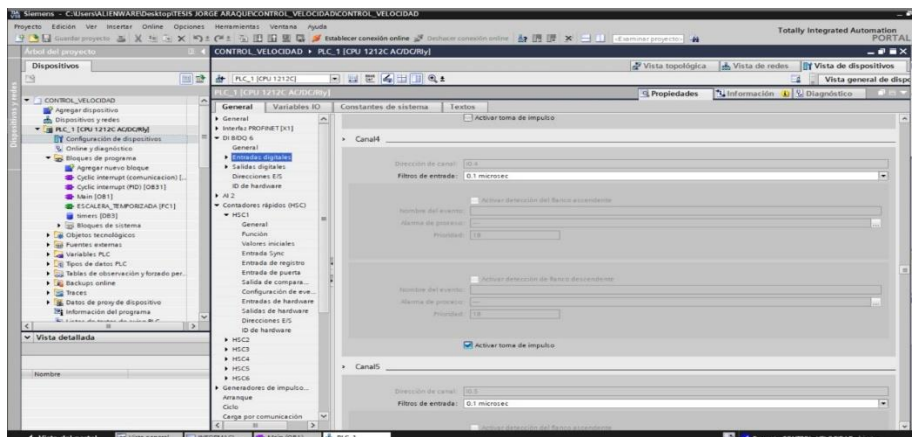 Siemens - C:\Users\ALIENWARE\Desktop\TESIS JORGE ARAQUE\CONTROL_VELOCIDAD\CONTROL_VELOCIDAD
Proyecto Edición Ver Insertar Online Opciones Herramientas Ventana Ayuda
Totally Integrated Automation
PORTAL
Guardar proyecto
Establecer conexión online
Deshacer conexión online
<Examinar proyecto>
Árbol del proyecto
CONTROL_VELOCIDAD ▸ PLC_1 [CPU 1212C AC/DC/Rly]
Dispositivos
Vista topológica
Vista de redes
Vista de dispositivos
PLC_1 [CPU 1212C]
Vista general de dispo
PLC_1 [CPU 1212C AC/DC/Rly]
Propiedades
Información
Diagnóstico
CONTROL_VELOCIDAD
Agregar dispositivo
Dispositivos y redes
PLC_1 [CPU 1212C AC/DC/Rly]
Configuración de dispositivos
Online y diagnóstico
Bloques de programa
Agregar nuevo bloque
Cyclic interrupt (comunicacion) [..
Cyclic interrupt (PID) [OB31]
Main [OB1]
ESCALERA_TEMPORIZADA [FC1]
timers [DB3]
Bloques de sistema
Objetos tecnológicos
Fuentes externas
Variables PLC
Tipos de datos PLC
Tablas de observación y forzado per..
Backups online
Traces
Datos de proxy de dispositivo
Información del programa
Vista detallada
Nombre
General
Variables IO
Constantes de sistema
Textos
General
Interfaz PROFINET [X1]
DI 8/DQ 6
General
Entradas digitales
Salidas digitales
Direcciones E/S
ID de hardware
AI 2
Contadores rápidos (HSC)
HSC1
General
Función
Valores iniciales
Entrada Sync
Entrada de registro
Entrada de puerta
Salida de compara...
Configuración de eve...
Entradas de hardware
Salidas de hardware
Direcciones E/S
ID de hardware
HSC2
HSC3
HSC4
HSC5
HSC6
Generadores de impulso...
Arranque
Ciclo
Carga por comunicación
Activar toma de impulso
Canal4
Dirección de canal: I0.4
Filtros de entrada: 0.1 microsec
Activar detección del flanco ascendente
Nombre del evento:
Alarma de proceso: ---
Prioridad: 18
Activar detección de flanco descendente
Nombre del evento:
Alarma de proceso: ---
Prioridad: 18
Activar toma de impulso
Canal5
Dirección de canal: I0.5
Filtros de entrada: 0.1 microsec
Activar detección del flanco ascendente